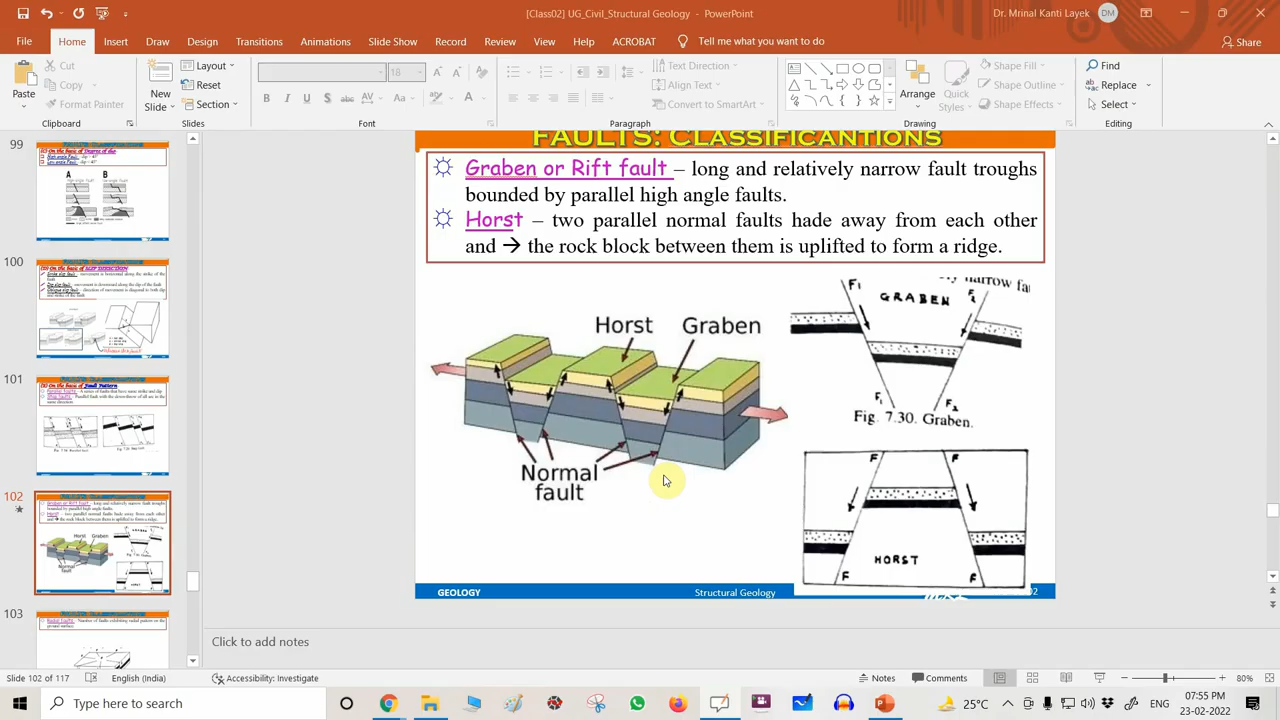 [Class02] UG_Civil_Structural Geology - PowerPoint
Dr. Mrinal Kanti Layek DM
File Home Insert Draw Design Transitions Animations Slide Show Record Review View Help ACROBAT Tell me what you want to do Share
Paste
Cut
Copy
Format Painter
Clipboard
New Slide
Layout
Reset
Section
Slides
18
Font
Paragraph
Text Direction
Align Text
Convert to SmartArt
Arrange
Quick Styles
Shape Fill
Shape Outline
Shape Effects
Drawing
Find
Replace
Select
Editing
99
100
101
102
103
FAULTS: CLASSIFICANTIONS
Graben or Rift fault – long and relatively narrow fault troughs
bounded by parallel high angle faults.
Horst – two parallel normal faults hade away from each other
and → the rock block between them is uplifted to form a ridge.
Horst Graben
Normal
fault
F₁ GRABEN F₂
F₁ F₂
Fig. 7.30. Graben.
F F
HORST
F F
GEOLOGY Structural Geology
Click to add notes
Slide 102 of 117 English (India) Accessibility: Investigate Notes Comments 80%
Type here to search
25°C ENG 07:55 PM
23-02-2022